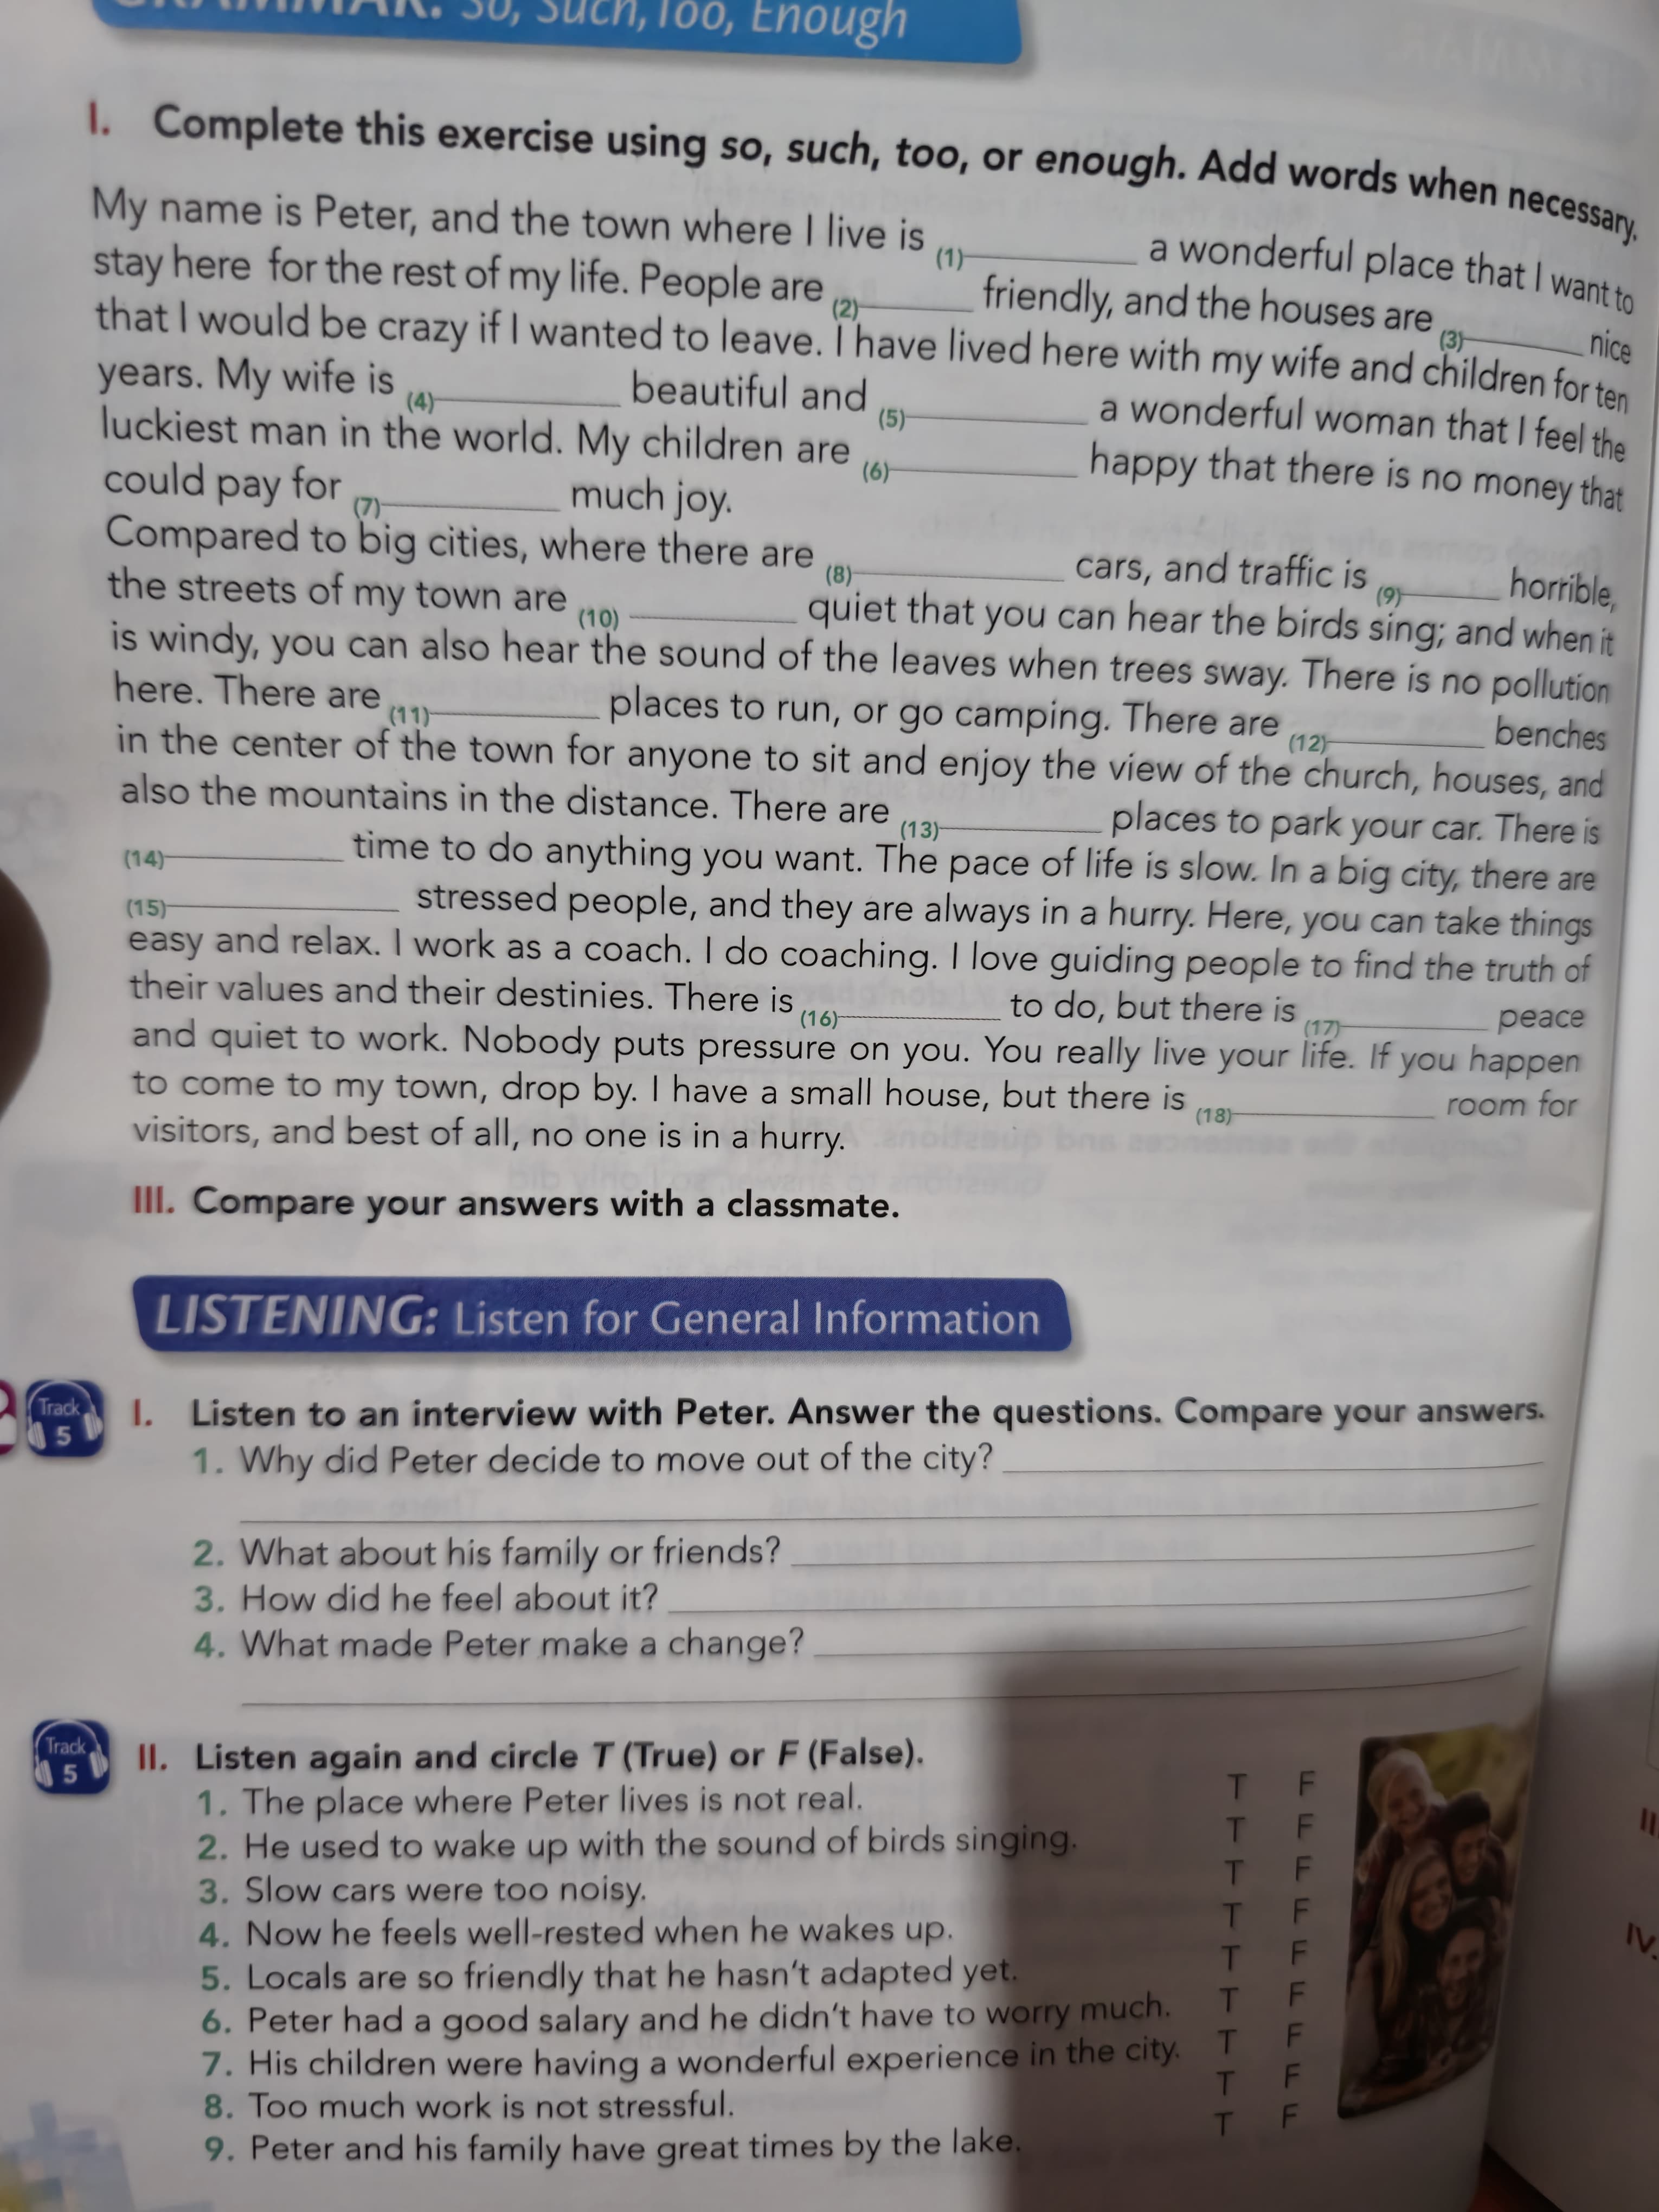 GRAMMAR: So, Such, Too, Enough
I. Complete this exercise using so, such, too, or enough. Add words when necessary.
My name is Peter, and the town where I live is (1)__________ a wonderful place that I want to
stay here for the rest of my life. People are (2)________ friendly, and the houses are (3)________ nice
that I would be crazy if I wanted to leave. I have lived here with my wife and children for ten
years. My wife is (4)__________ beautiful and (5)__________ a wonderful woman that I feel the
luckiest man in the world. My children are (6)__________ happy that there is no money that
could pay for (7)__________ much joy.
Compared to big cities, where there are (8)__________ cars, and traffic is (9)______ horrible,
the streets of my town are (10)__________ quiet that you can hear the birds sing; and when it
is windy, you can also hear the sound of the leaves when trees sway. There is no pollution
here. There are (11)__________ places to run, or go camping. There are (12)__________ benches
in the center of the town for anyone to sit and enjoy the view of the church, houses, and
also the mountains in the distance. There are (13)__________ places to park your car. There is
(14)__________ time to do anything you want. The pace of life is slow. In a big city, there are
(15)__________ stressed people, and they are always in a hurry. Here, you can take things
easy and relax. I work as a coach. I do coaching. I love guiding people to find the truth of
their values and their destinies. There is (16)__________ to do, but there is (17)__________ peace
and quiet to work. Nobody puts pressure on you. You really live your life. If you happen
to come to my town, drop by. I have a small house, but there is (18)__________ room for
visitors, and best of all, no one is in a hurry.
III. Compare your answers with a classmate.
LISTENING: Listen for General Information
Track
5
I. Listen to an interview with Peter. Answer the questions. Compare your answers.
1. Why did Peter decide to move out of the city?
2. What about his family or friends?
3. How did he feel about it?
4. What made Peter make a change?
Track
5
II. Listen again and circle T (True) or F (False).
1. The place where Peter lives is not real. T F
2. He used to wake up with the sound of birds singing. T F
3. Slow cars were too noisy. T F
4. Now he feels well-rested when he wakes up. T F
5. Locals are so friendly that he hasn't adapted yet. T F
6. Peter had a good salary and he didn't have to worry much. T F
7. His children were having a wonderful experience in the city. T F
8. Too much work is not stressful. T F
9. Peter and his family have great times by the lake. T F
IV.